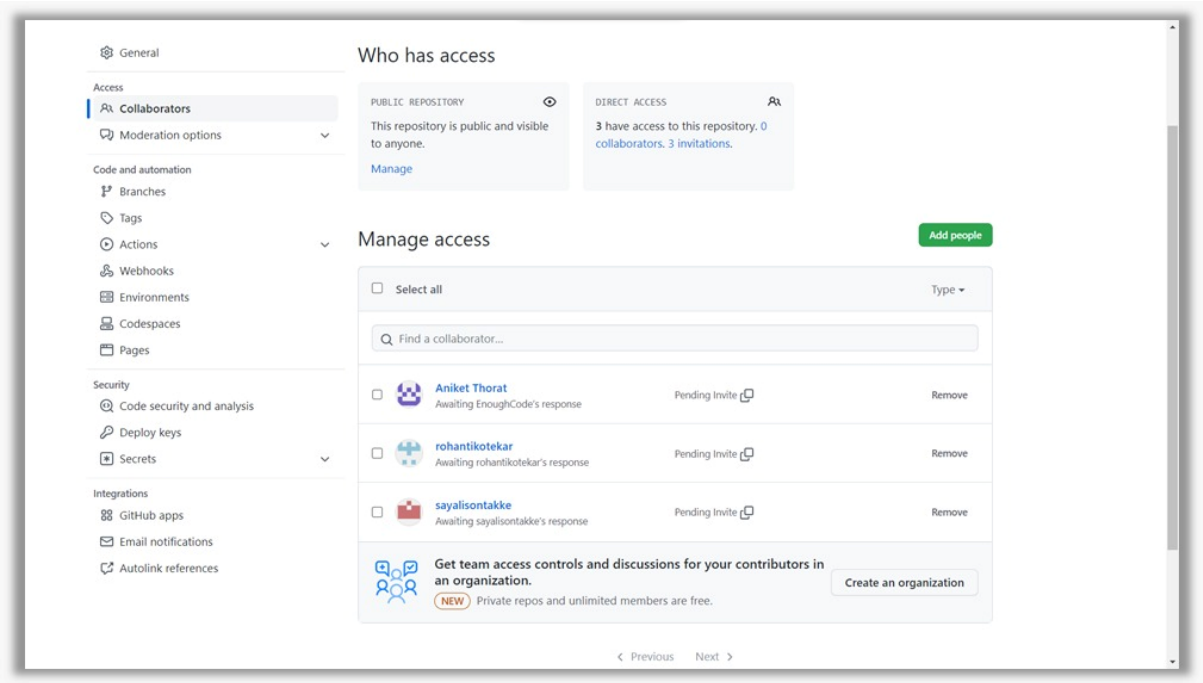 General
Access
Collaborators
Moderation options
Code and automation
Branches
Tags
Actions
Webhooks
Environments
Codespaces
Pages
Security
Code security and analysis
Deploy keys
Secrets
Integrations
GitHub apps
Email notifications
Autolink references
Who has access
PUBLIC REPOSITORY
This repository is public and visible
to anyone.
Manage
DIRECT ACCESS
3 have access to this repository. 0
collaborators. 3 invitations.
Manage access
Add people
Select all
Type
Find a collaborator...
Aniket Thorat
Awaiting EnoughCode's response
Pending Invite
Remove
rohantikotekar
Awaiting rohantikotekar's response
Pending Invite
Remove
sayalisontakke
Awaiting sayalisontakke's response
Pending Invite
Remove
Get team access controls and discussions for your contributors in
an organization.
NEW Private repos and unlimited members are free.
Create an organization
Previous Next